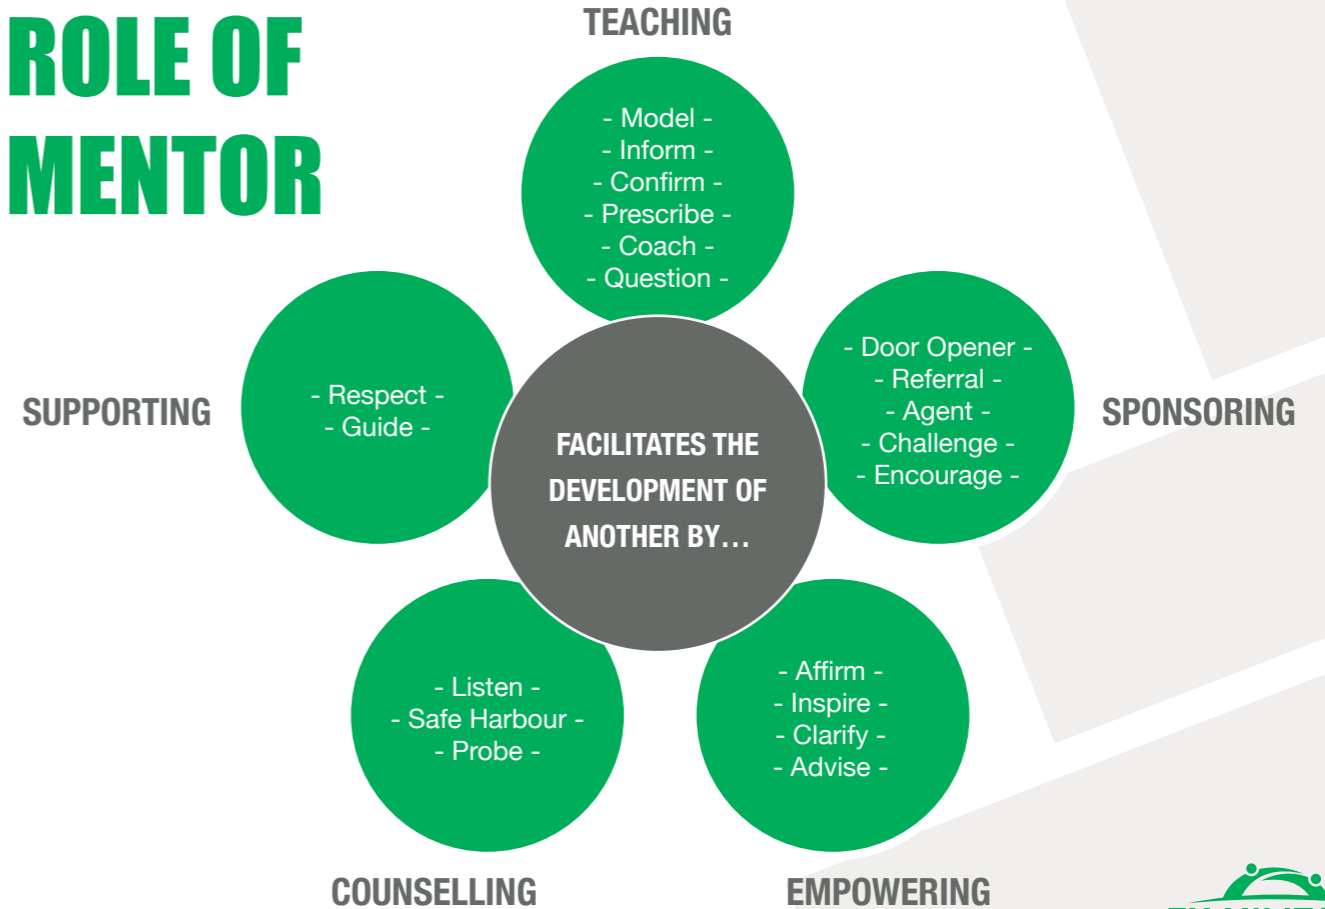 ROLE OF
MENTOR
TEACHING
- Model -
- Inform -
- Confirm -
- Prescribe -
- Coach -
- Question -
SUPPORTING
- Respect -
- Guide -
FACILITATES THE
DEVELOPMENT OF
ANOTHER BY...
- Door Opener -
- Referral -
- Agent -
- Challenge -
- Encourage -
SPONSORING
- Listen -
- Safe Harbour -
- Probe -
COUNSELLING
- Affirm -
- Inspire -
- Clarify -
- Advise -
EMPOWERING